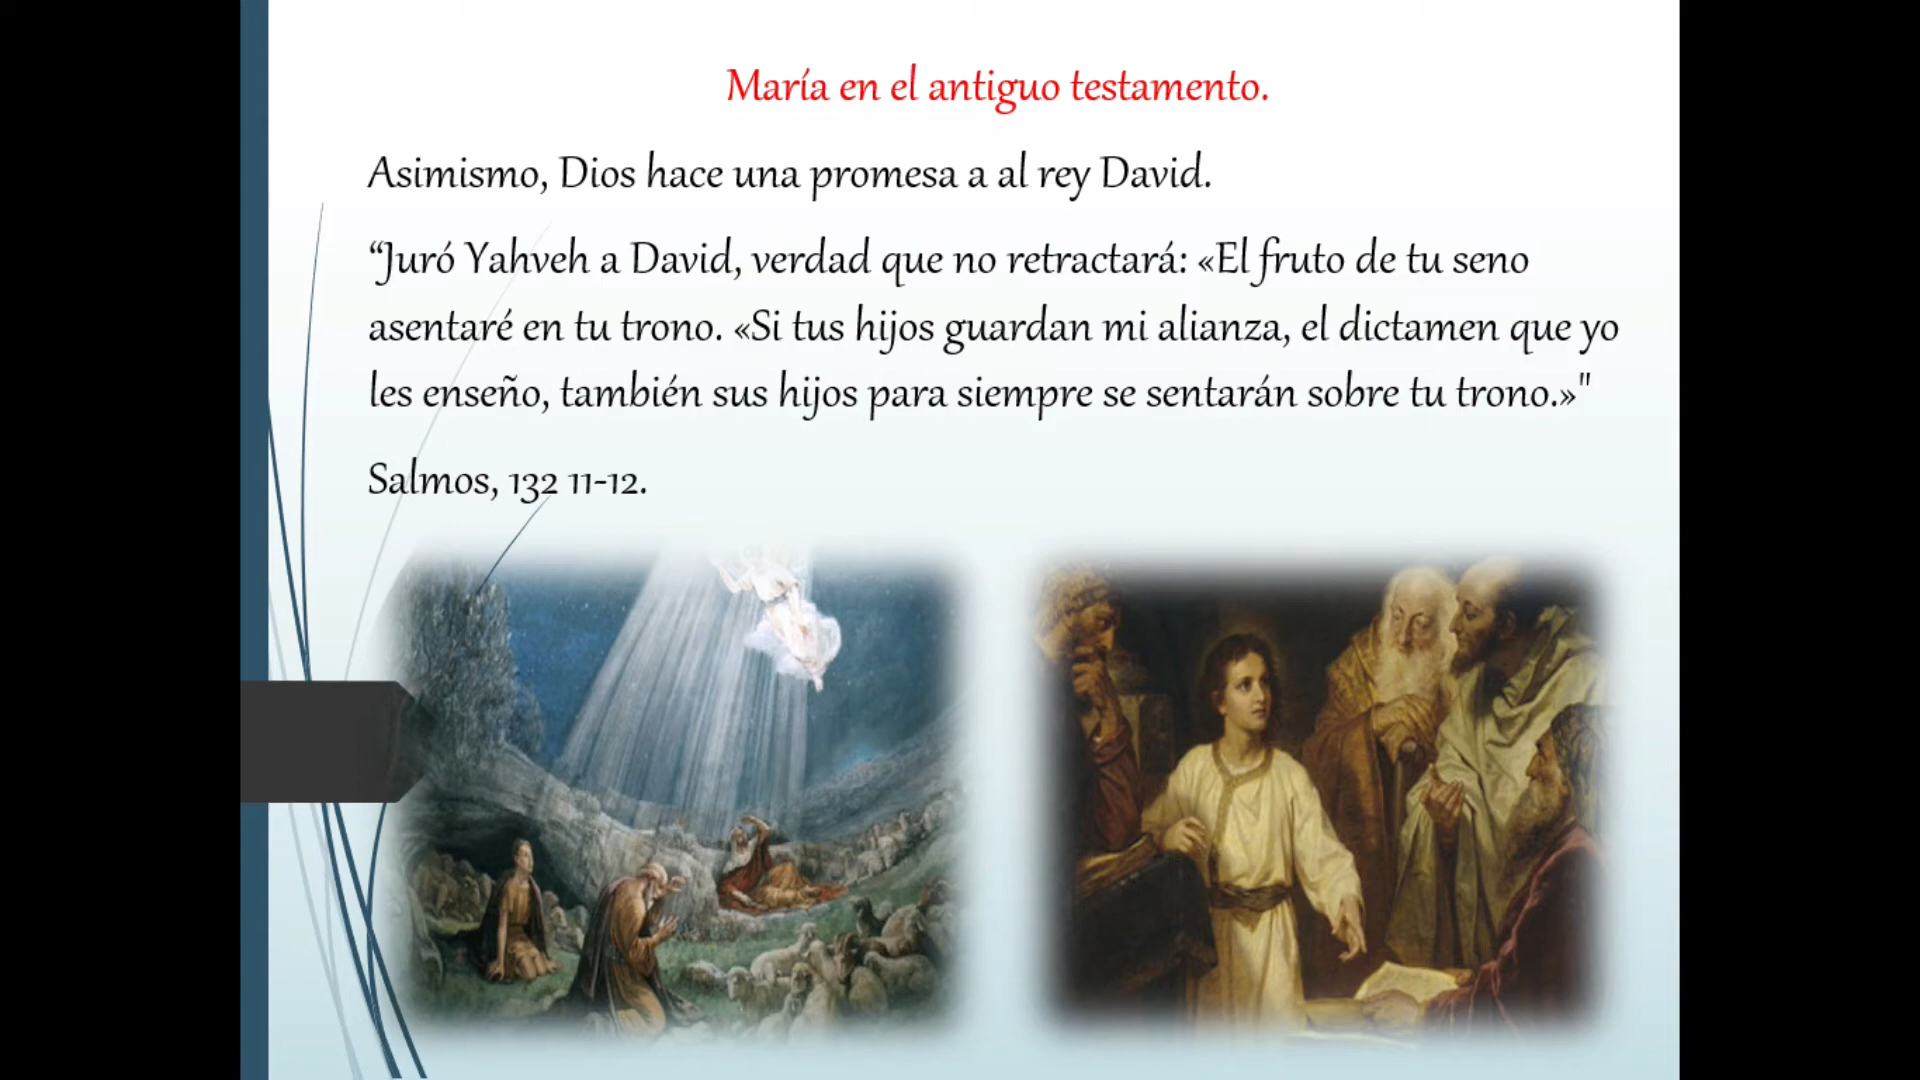 María en el antiguo testamento.
Asimismo, Dios hace una promesa a al rey David.
“Juró Yahveh a David, verdad que no retractará: «El fruto de tu seno
asentaré en tu trono. «Si tus hijos guardan mi alianza, el dictamen que yo
les enseño, también sus hijos para siempre se sentarán sobre tu trono.»"
Salmos, 132 11-12.